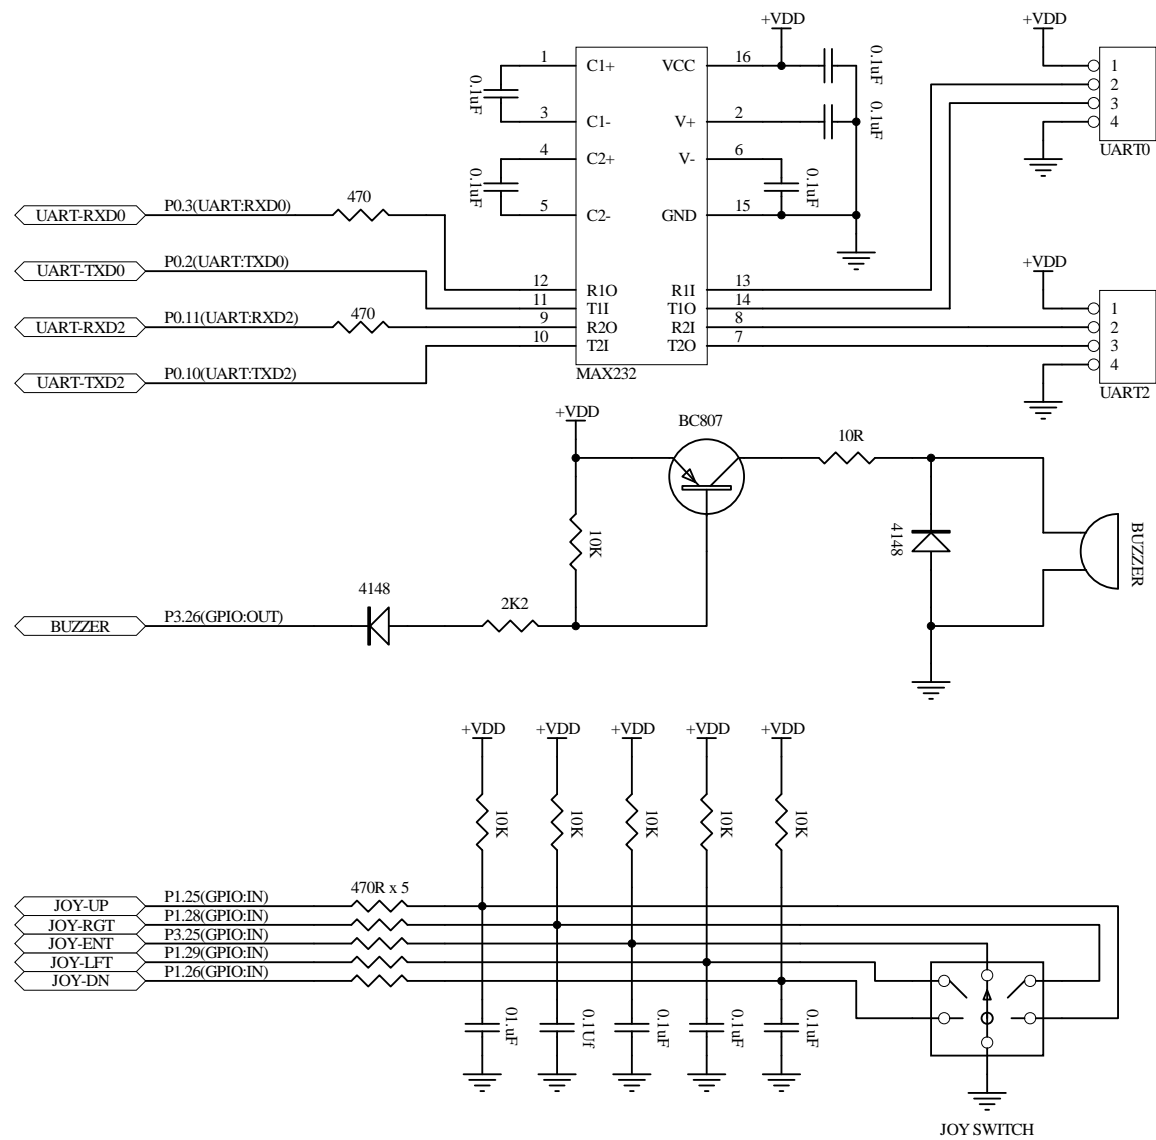 +VDD
+VDD
1 C1+ VCC 16
0.1uF
0.1uF
1
2
3
4
UART0
3 C1- V+ 2
0.1uF
4 C2+ V- 6
0.1uF
0.1uF
5 C2- GND 15
UART-RXD0 P0.3(UART:RXD0) 470
UART-TXD0 P0.2(UART:TXD0)
12 R1O R1I 13
11 T1I T1O 14
UART-RXD2 P0.11(UART:RXD2) 470
9 R2O R2I 8
10 T2I T2O 7
UART-TXD2 P0.10(UART:TXD2)
MAX232
+VDD
1
2
3
4
UART2
+VDD
BC807
10R
10K
4148
BUZZER
4148
2K2
BUZZER P3.26(GPIO:OUT)
+VDD +VDD +VDD +VDD +VDD
10K 10K 10K 10K 10K
470R x 5
JOY-UP P1.25(GPIO:IN)
JOY-RGT P1.28(GPIO:IN)
JOY-ENT P3.25(GPIO:IN)
JOY-LFT P1.29(GPIO:IN)
JOY-DN P1.26(GPIO:IN)
01.uF 0.1Uf 0.1uF 0.1uF 0.1uF
JOY SWITCH